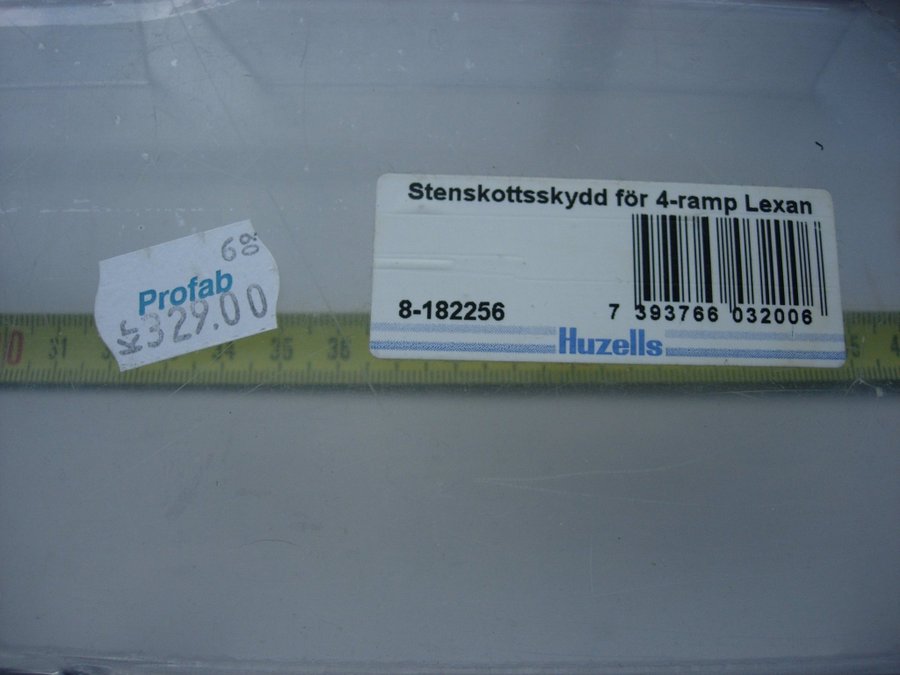 Stenskottsskydd för 4-ramp Lexan
8-182256
7 393766 032006
Huzells
Profab
Kr 329.00
31
34 35 36